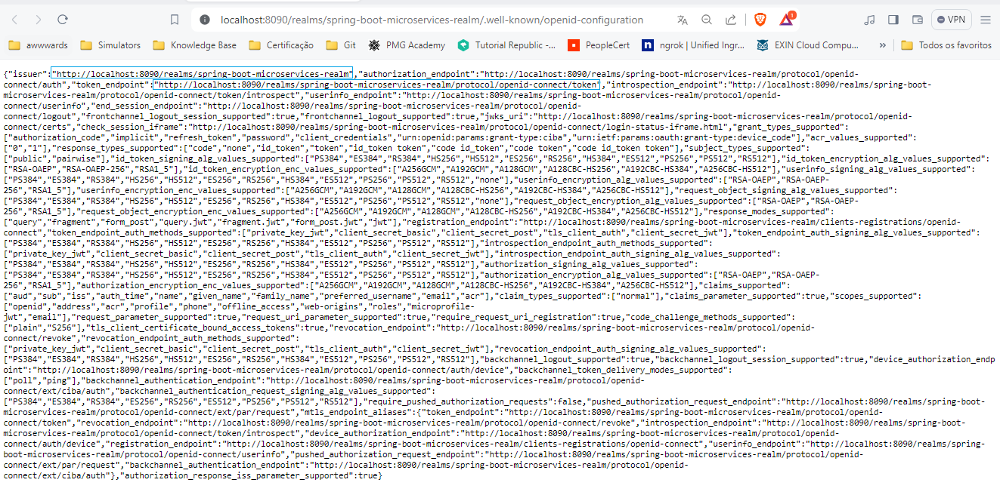 localhost:8090/realms/spring-boot-microservices-realm/.well-known/openid-configuration
1
VPN
awwwards Simulators Knowledge Base Certificação Git PMG Academy Tutorial Republic -... PeopleCert ngrok | Unified Ingr... EXIN Cloud Compu... » Todos os favoritos
{"issuer":"http://localhost:8090/realms/spring-boot-microservices-realm","authorization_endpoint":"http://localhost:8090/realms/spring-boot-microservices-realm/protocol/openid-
connect/auth","token_endpoint":"http://localhost:8090/realms/spring-boot-microservices-realm/protocol/openid-connect/token","introspection_endpoint":"http://localhost:8090/realms/spring-boot-
microservices-realm/protocol/openid-connect/token/introspect","userinfo_endpoint":"http://localhost:8090/realms/spring-boot-microservices-realm/protocol/openid-
connect/userinfo","end_session_endpoint":"http://localhost:8090/realms/spring-boot-microservices-realm/protocol/openid-
connect/logout","frontchannel_logout_session_supported":true,"frontchannel_logout_supported":true,"jwks_uri":"http://localhost:8090/realms/spring-boot-microservices-realm/protocol/openid-
connect/certs","check_session_iframe":"http://localhost:8090/realms/spring-boot-microservices-realm/protocol/openid-connect/login-status-iframe.html","grant_types_supported":
["authorization_code","implicit","refresh_token","password","client_credentials","urn:openid:params:grant-type:ciba","urn:ietf:params:oauth:grant-type:device_code"],"acr_values_supported":
["0","1"],"response_types_supported":["code","none","id_token","token","id_token token","code id_token","code token","code id_token token"],"subject_types_supported":
["public","pairwise"],"id_token_signing_alg_values_supported":["PS384","ES384","RS384","HS256","HS512","ES256","RS256","HS384","ES512","PS256","PS512","RS512"],"id_token_encryption_alg_values_supported":
["RSA-OAEP","RSA-OAEP-256","RSA1_5"],"id_token_encryption_enc_values_supported":["A256GCM","A192GCM","A128GCM","A128CBC-HS256","A192CBC-HS384","A256CBC-HS512"],"userinfo_signing_alg_values_supported":
["PS384","ES384","RS384","HS256","HS512","ES256","RS256","HS384","ES512","PS256","PS512","RS512","none"],"userinfo_encryption_alg_values_supported":["RSA-OAEP","RSA-OAEP-
256","RSA1_5"],"userinfo_encryption_enc_values_supported":["A256GCM","A192GCM","A128GCM","A128CBC-HS256","A192CBC-HS384","A256CBC-HS512"],"request_object_signing_alg_values_supported":
["PS384","ES384","RS384","HS256","HS512","ES256","RS256","HS384","ES512","PS256","PS512","RS512","none"],"request_object_encryption_alg_values_supported":["RSA-OAEP","RSA-OAEP-
256","RSA1_5"],"request_object_encryption_enc_values_supported":["A256GCM","A192GCM","A128GCM","A128CBC-HS256","A192CBC-HS384","A256CBC-HS512"],"response_modes_supported":
["query","fragment","form_post","query.jwt","fragment.jwt","form_post.jwt","jwt"],"registration_endpoint":"http://localhost:8090/realms/spring-boot-microservices-realm/clients-registrations/openid-
connect","token_endpoint_auth_methods_supported":["private_key_jwt","client_secret_basic","client_secret_post","tls_client_auth","client_secret_jwt"],"token_endpoint_auth_signing_alg_values_supported":
["PS384","ES384","RS384","HS256","HS512","ES256","RS256","HS384","ES512","PS256","PS512","RS512"],"introspection_endpoint_auth_methods_supported":
["private_key_jwt","client_secret_basic","client_secret_post","tls_client_auth","client_secret_jwt"],"introspection_endpoint_auth_signing_alg_values_supported":
["PS384","ES384","RS384","HS256","HS512","ES256","RS256","HS384","ES512","PS256","PS512","RS512"],"authorization_signing_alg_values_supported":
["PS384","ES384","RS384","HS256","HS512","ES256","RS256","HS384","ES512","PS256","PS512","RS512"],"authorization_encryption_alg_values_supported":["RSA-OAEP","RSA-OAEP-
256","RSA1_5"],"authorization_encryption_enc_values_supported":["A256GCM","A192GCM","A128GCM","A128CBC-HS256","A192CBC-HS384","A256CBC-HS512"],"claims_supported":
["aud","sub","iss","auth_time","name","given_name","family_name","preferred_username","email","acr"],"claim_types_supported":["normal"],"claims_parameter_supported":true,"scopes_supported":
["openid","address","acr","profile","phone","offline_access","web-origins","roles","microprofile-
jwt","email"],"request_parameter_supported":true,"request_uri_parameter_supported":true,"require_request_uri_registration":true,"code_challenge_methods_supported":
["plain","S256"],"tls_client_certificate_bound_access_tokens":true,"revocation_endpoint":"http://localhost:8090/realms/spring-boot-microservices-realm/protocol/openid-
connect/revoke","revocation_endpoint_auth_methods_supported":
["private_key_jwt","client_secret_basic","client_secret_post","tls_client_auth","client_secret_jwt"],"revocation_endpoint_auth_signing_alg_values_supported":
["PS384","ES384","RS384","HS256","HS512","ES256","RS256","HS384","ES512","PS256","PS512","RS512"],"backchannel_logout_supported":true,"backchannel_logout_session_supported":true,"device_authorization_endp
oint":"http://localhost:8090/realms/spring-boot-microservices-realm/protocol/openid-connect/auth/device","backchannel_token_delivery_modes_supported":
["poll","ping"],"backchannel_authentication_endpoint":"http://localhost:8090/realms/spring-boot-microservices-realm/protocol/openid-
connect/ext/ciba/auth","backchannel_authentication_request_signing_alg_values_supported":
["PS384","ES384","RS384","ES256","RS256","ES512","PS256","PS512","RS512"],"require_pushed_authorization_requests":false,"pushed_authorization_request_endpoint":"http://localhost:8090/realms/spring-boot-
microservices-realm/protocol/openid-connect/ext/par/request","mtls_endpoint_aliases":{"token_endpoint":"http://localhost:8090/realms/spring-boot-microservices-realm/protocol/openid-
connect/token","revocation_endpoint":"http://localhost:8090/realms/spring-boot-microservices-realm/protocol/openid-connect/revoke","introspection_endpoint":"http://localhost:8090/realms/spring-boot-
microservices-realm/protocol/openid-connect/token/introspect","device_authorization_endpoint":"http://localhost:8090/realms/spring-boot-microservices-realm/protocol/openid-
connect/auth/device","registration_endpoint":"http://localhost:8090/realms/spring-boot-microservices-realm/clients-registrations/openid-connect","userinfo_endpoint":"http://localhost:8090/realms/spring-
boot-microservices-realm/protocol/openid-connect/userinfo","pushed_authorization_request_endpoint":"http://localhost:8090/realms/spring-boot-microservices-realm/protocol/openid-
connect/ext/par/request","backchannel_authentication_endpoint":"http://localhost:8090/realms/spring-boot-microservices-realm/protocol/openid-
connect/ext/ciba/auth"},"authorization_response_iss_parameter_supported":true}